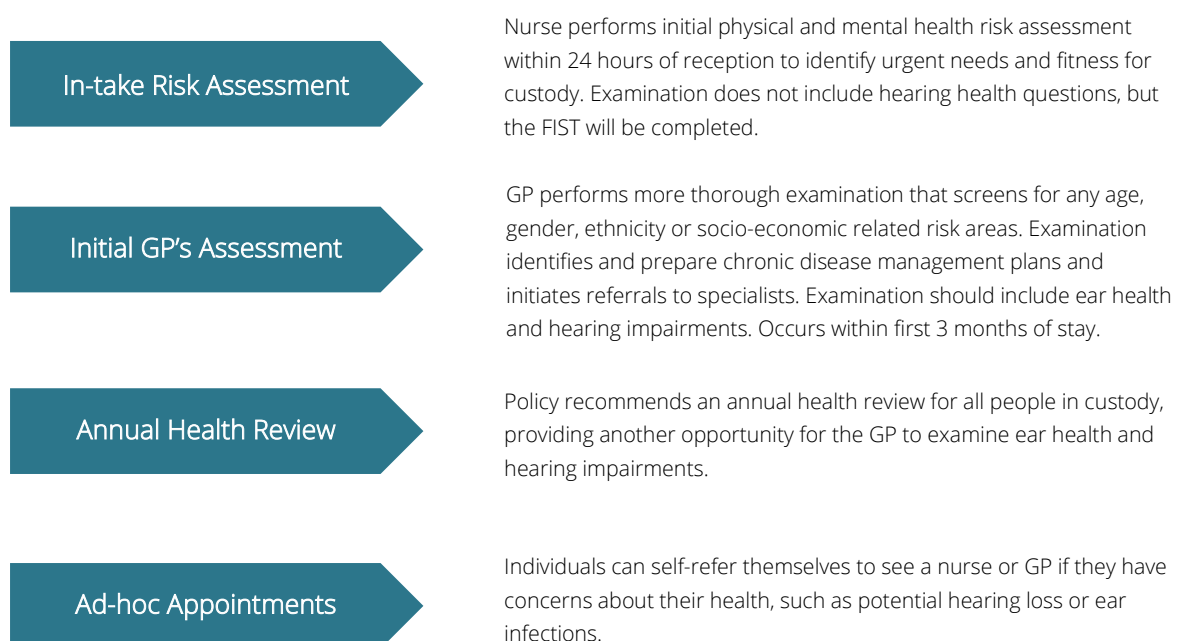 In-take Risk Assessment
Nurse performs initial physical and mental health risk assessment
within 24 hours of reception to identify urgent needs and fitness for
custody. Examination does not include hearing health questions, but
the FIST will be completed.
Initial GP's Assessment
GP performs more thorough examination that screens for any age,
gender, ethnicity or socio-economic related risk areas. Examination
identifies and prepare chronic disease management plans and
initiates referrals to specialists. Examination should include ear health
and hearing impairments. Occurs within first 3 months of stay.
Annual Health Review
Policy recommends an annual health review for all people in custody,
providing another opportunity for the GP to examine ear health and
hearing impairments.
Ad-hoc Appointments
Individuals can self-refer themselves to see a nurse or GP if they have
concerns about their health, such as potential hearing loss or ear
infections.